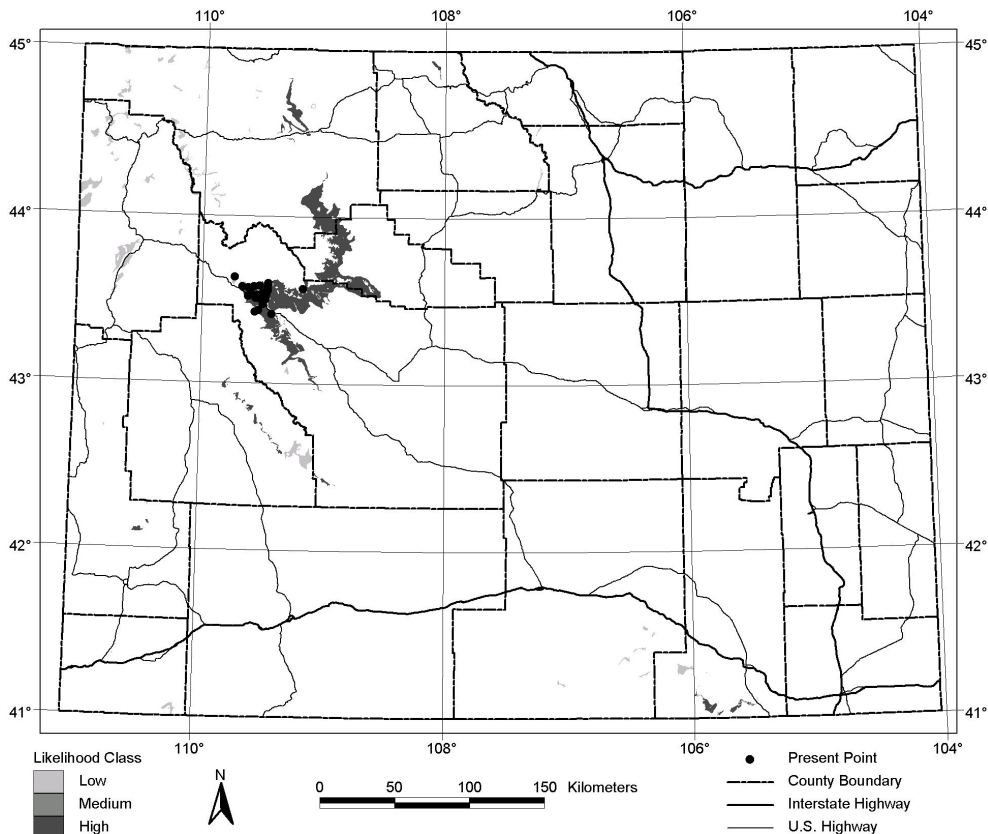 110° 108° 106° 104°
45° 45°
44° 44°
43° 43°
42° 42°
41° 41°
110° 108° 106° 104°
Likelihood Class
Low
Medium
High
N
0 50 100 150 Kilometers
Present Point
County Boundary
Interstate Highway
U.S. Highway